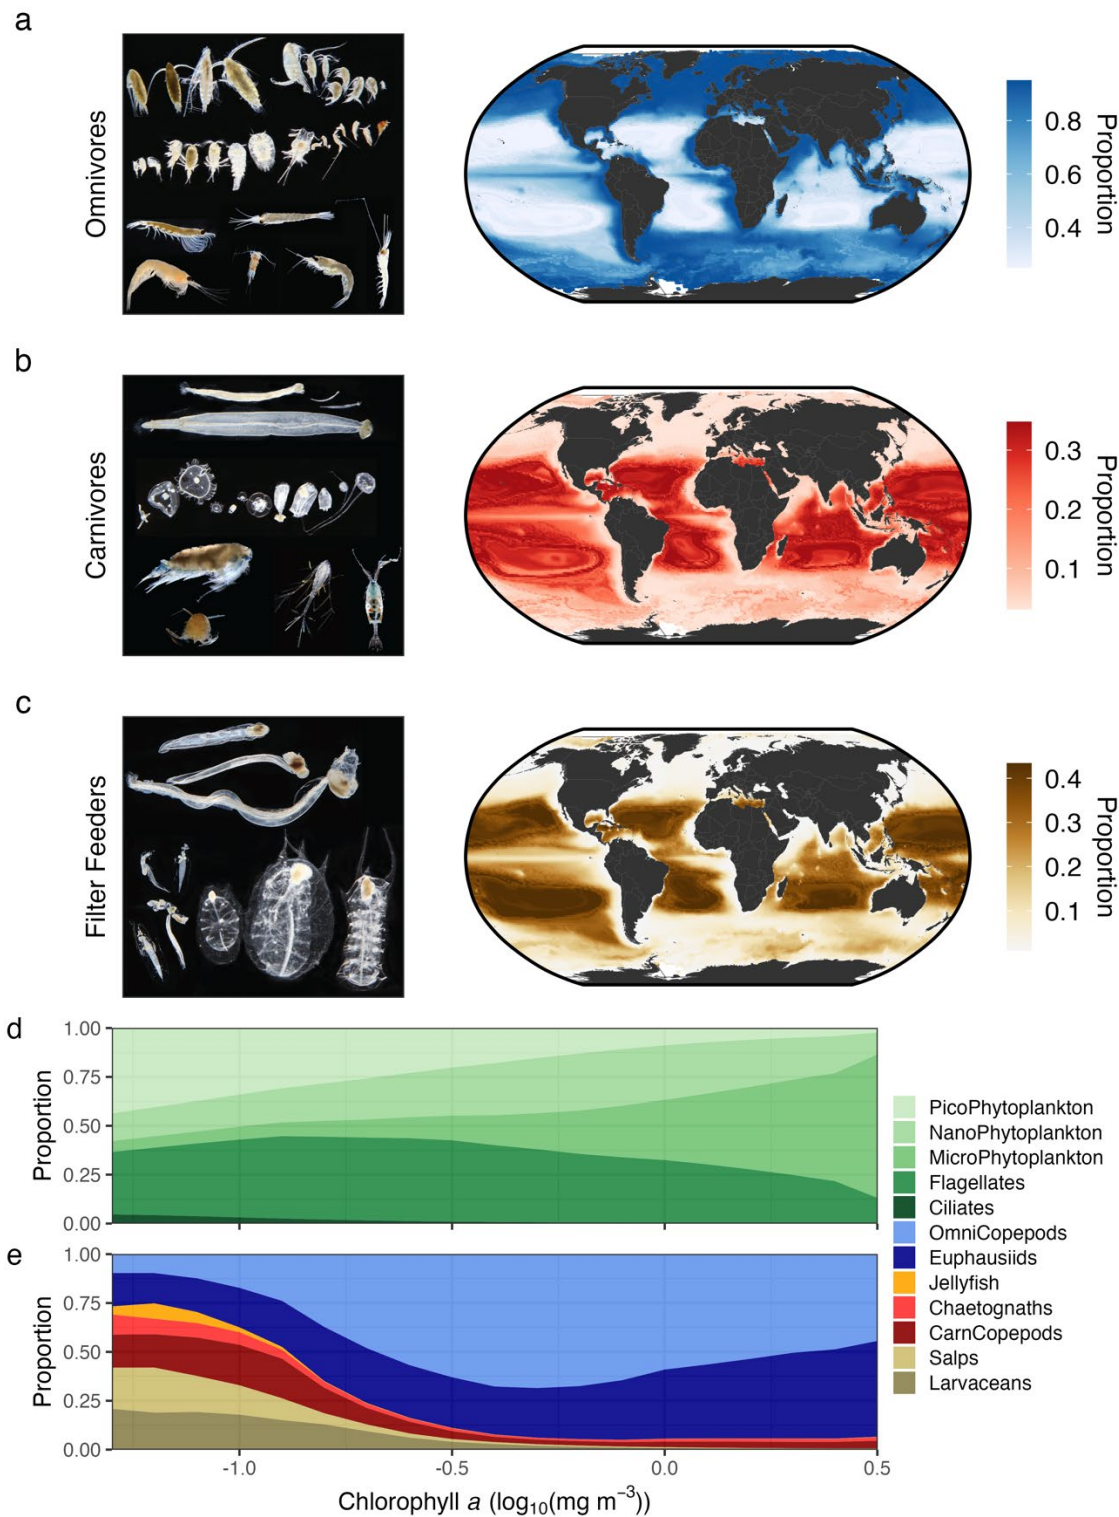 a
Omnivores
Proportion
0.8
0.6
0.4
b
Carnivores
Proportion
0.3
0.2
0.1
c
Filter Feeders
Proportion
0.4
0.3
0.2
0.1
d
Proportion
1.00
0.75
0.50
0.25
0.00
e
Proportion
1.00
0.75
0.50
0.25
0.00
-1.0
-0.5
0.0
0.5
Chlorophyll a (log₁₀(mg m⁻³))
PicoPhytoplankton
NanoPhytoplankton
MicroPhytoplankton
Flagellates
Ciliates
OmniCopepods
Euphausiids
Jellyfish
Chaetognaths
CarnCopepods
Salps
Larvaceans